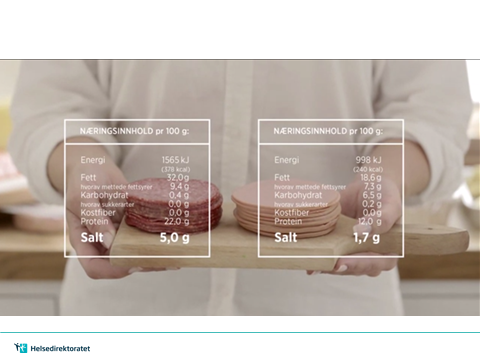 NÆRINGSINNHOLD pr 100 g:
Energi 1565 kJ
(378 kcal)
Fett 32,0 g
hvorav mettede fettsyrer 9,4 g
Karbohydrat 0,4 g
hvorav sukkerarter 0,0 g
Kostfiber 0,0 g
Protein 22,0 g
Salt 5,0 g
NÆRINGSINNHOLD pr 100 g:
Energi 998 kJ
(240 kcal)
Fett 18,6 g
hvorav mettede fettsyrer 7,3 g
Karbohydrat 6,5 g
hvorav sukkerarter 0,2 g
Kostfiber 0,0 g
Protein 12,0 g
Salt 1,7 g
Helsedirektoratet